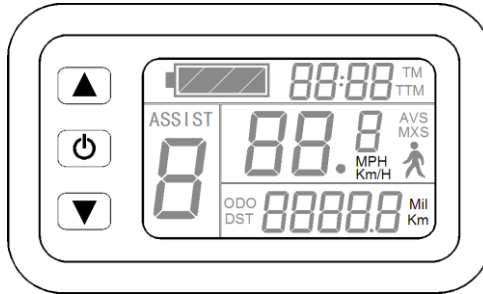 88:88 TM
TTM
ASSIST
8
88.8
AVS
MXS
MPH
Km/H
ODO
DST
8888.8
Mil
Km